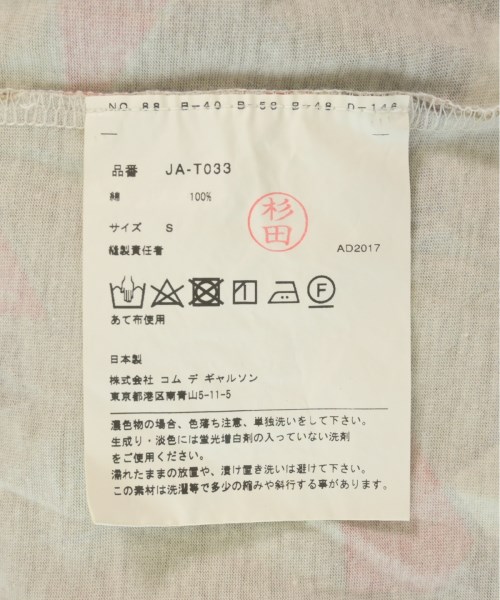 品番 JA-T033
綿 100%
サイズ S
杉田
縫製責任者 AD2017
あて布使用
日本製
株式会社 コム デ ギャルソン
東京都港区南青山5-11-5
濃色物の場合、色落ち注意、単独洗いをして下さい。
生成り・淡色には蛍光増白剤の入っていない洗剤
をご使用ください。
濡れたままの放置や、漬け置き洗いは避けて下さい。
この素材は洗濯等で多少の縮みや斜行する事があります。